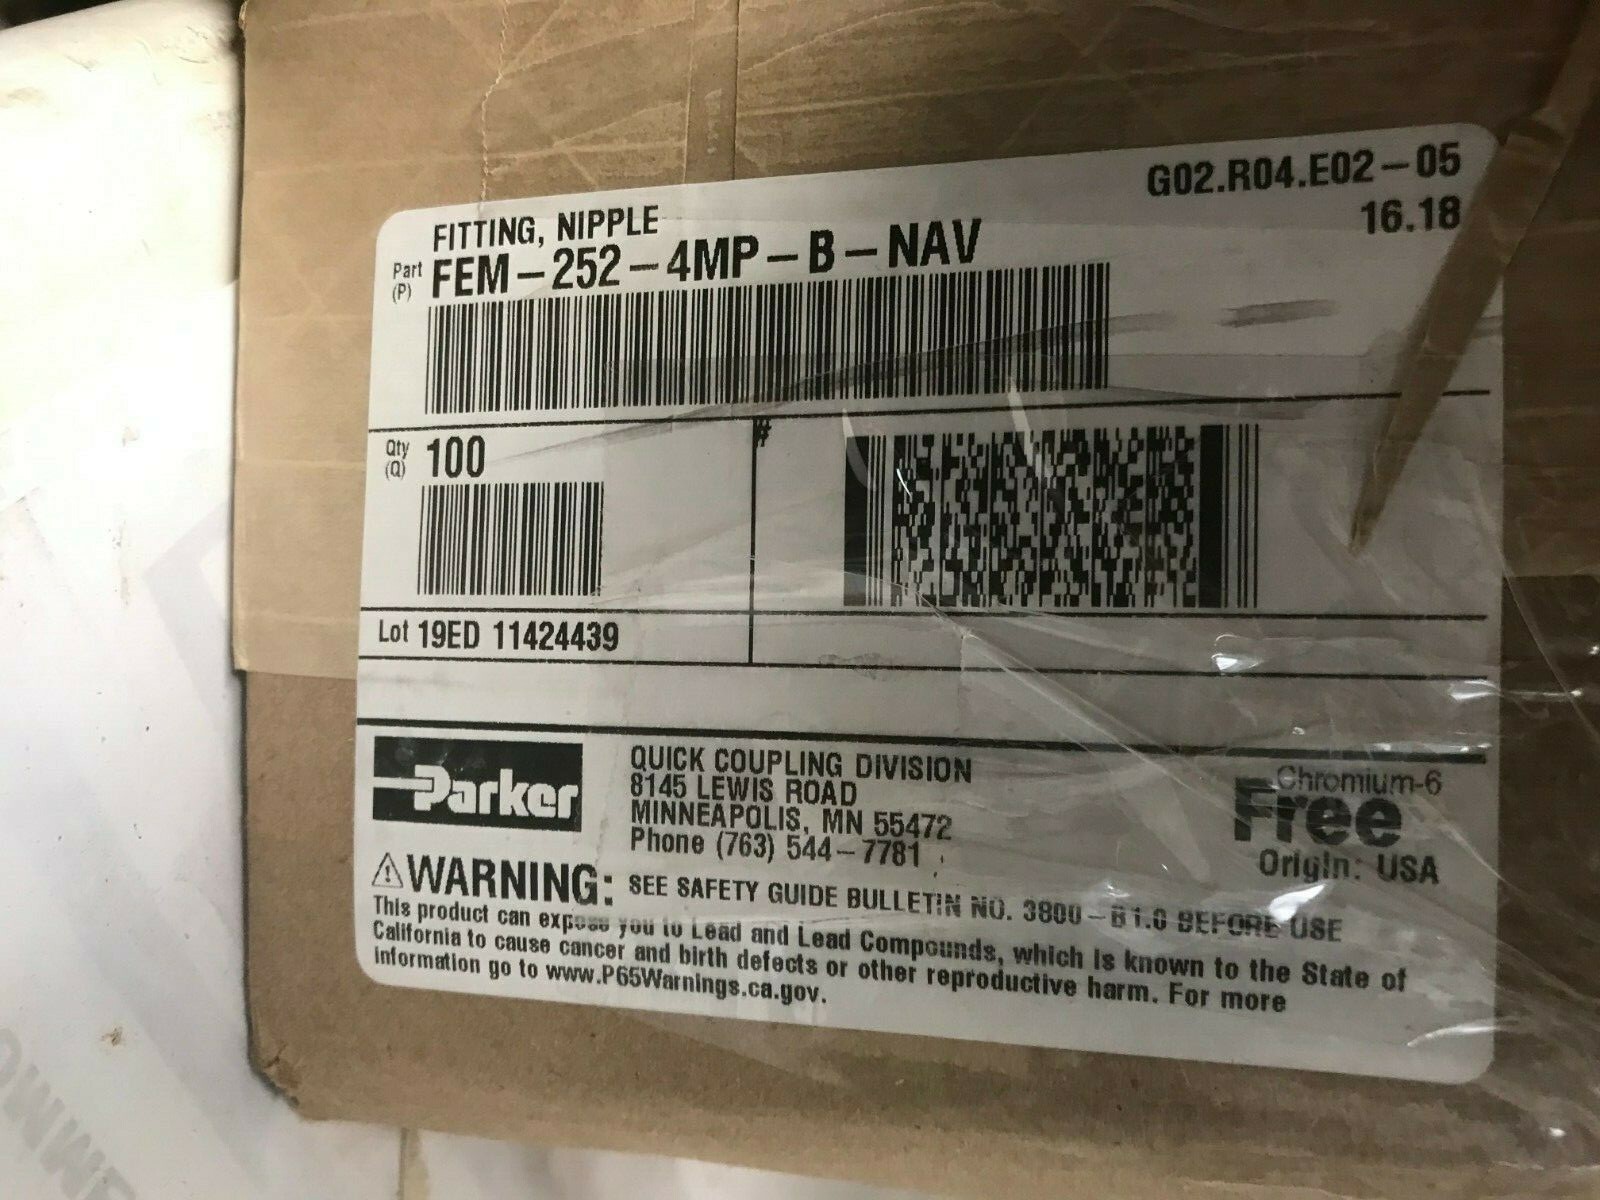 G02.R04.E02-05
16.18
FITTING, NIPPLE
Part (P) FEM-252-4MP-B-NAV
Qty (Q) 100
#
Lot 19ED 11424439
Parker
QUICK COUPLING DIVISION
8145 LEWIS ROAD
MINNEAPOLIS, MN 55472
Phone (763) 544-7781
Chromium-6
Free
Origin: USA
WARNING: SEE SAFETY GUIDE BULLETIN NO. 3800-B1.0 BEFORE USE
This product can expose you to Lead and Lead Compounds, which is known to the State of
California to cause cancer and birth defects or other reproductive harm. For more
information go to www.P65Warnings.ca.gov.